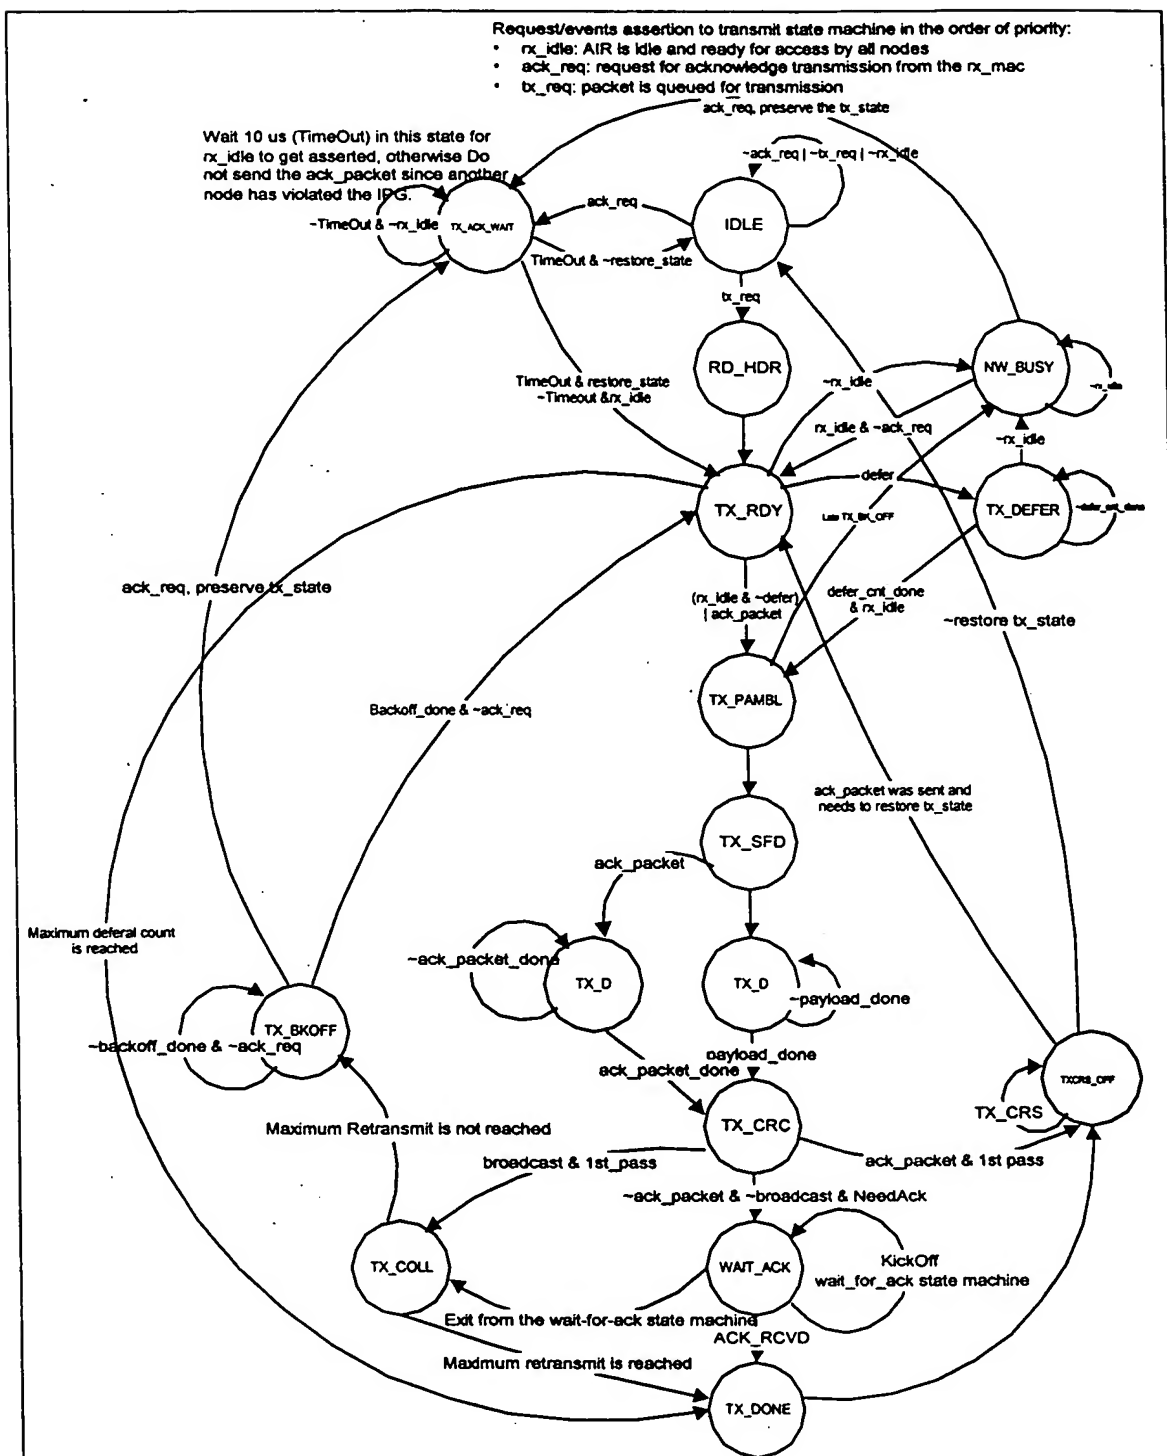 Request/events assertion to transmit state machine in the order of priority:
• rx_idle: AIR is idle and ready for access by all nodes
• ack_req: request for acknowledge transmission from the rx_mac
• tx_req: packet is queued for transmission
ack_req, preserve the tx_state
Wait 10 us (TimeOut) in this state for
rx_idle to get asserted, otherwise Do
not send the ack_packet since another
node has violated the IPG.
~ack_req | ~tx_req | ~rx_idle
ack_req
~TimeOut & ~rx_idle
TX_ACK_WAIT
IDLE
TimeOut & ~restore_state
tx_req
RD_HDR
NW_BUSY
TimeOut & restore_state
~Timeout &rx_idle
~rx_idle
~rx_idle
rx_idle & ~ack_req
~rx_idle
defer
TX_RDY
TX_DEFER
Late TX_BK_OFF
~defer_cnt_done
ack_req, preserve tx_state
(rx_idle & ~defer)
| ack_packet
defer_cnt_done
& rx_idle
~restore tx_state
TX_PAMBL
Backoff_done & ~ack_req
ack_packet was sent and
needs to restore tx_state
TX_SFD
ack_packet
Maximum deferal count
is reached
~ack_packet_done
TX_D
TX_D
~payload_done
TX_BKOFF
~backoff_done & ~ack_req
payload_done
ack_packet_done
TXCRS_OFF
TX_CRS
Maximum Retransmit is not reached
TX_CRC
broadcast & 1st_pass
ack_packet & 1st pass
~ack_packet & ~broadcast & NeedAck
TX_COLL
WAIT_ACK
KickOff
wait_for_ack state machine
Exit from the wait-for-ack state machine
ACK_RCVD
Maximum retransmit is reached
TX_DONE